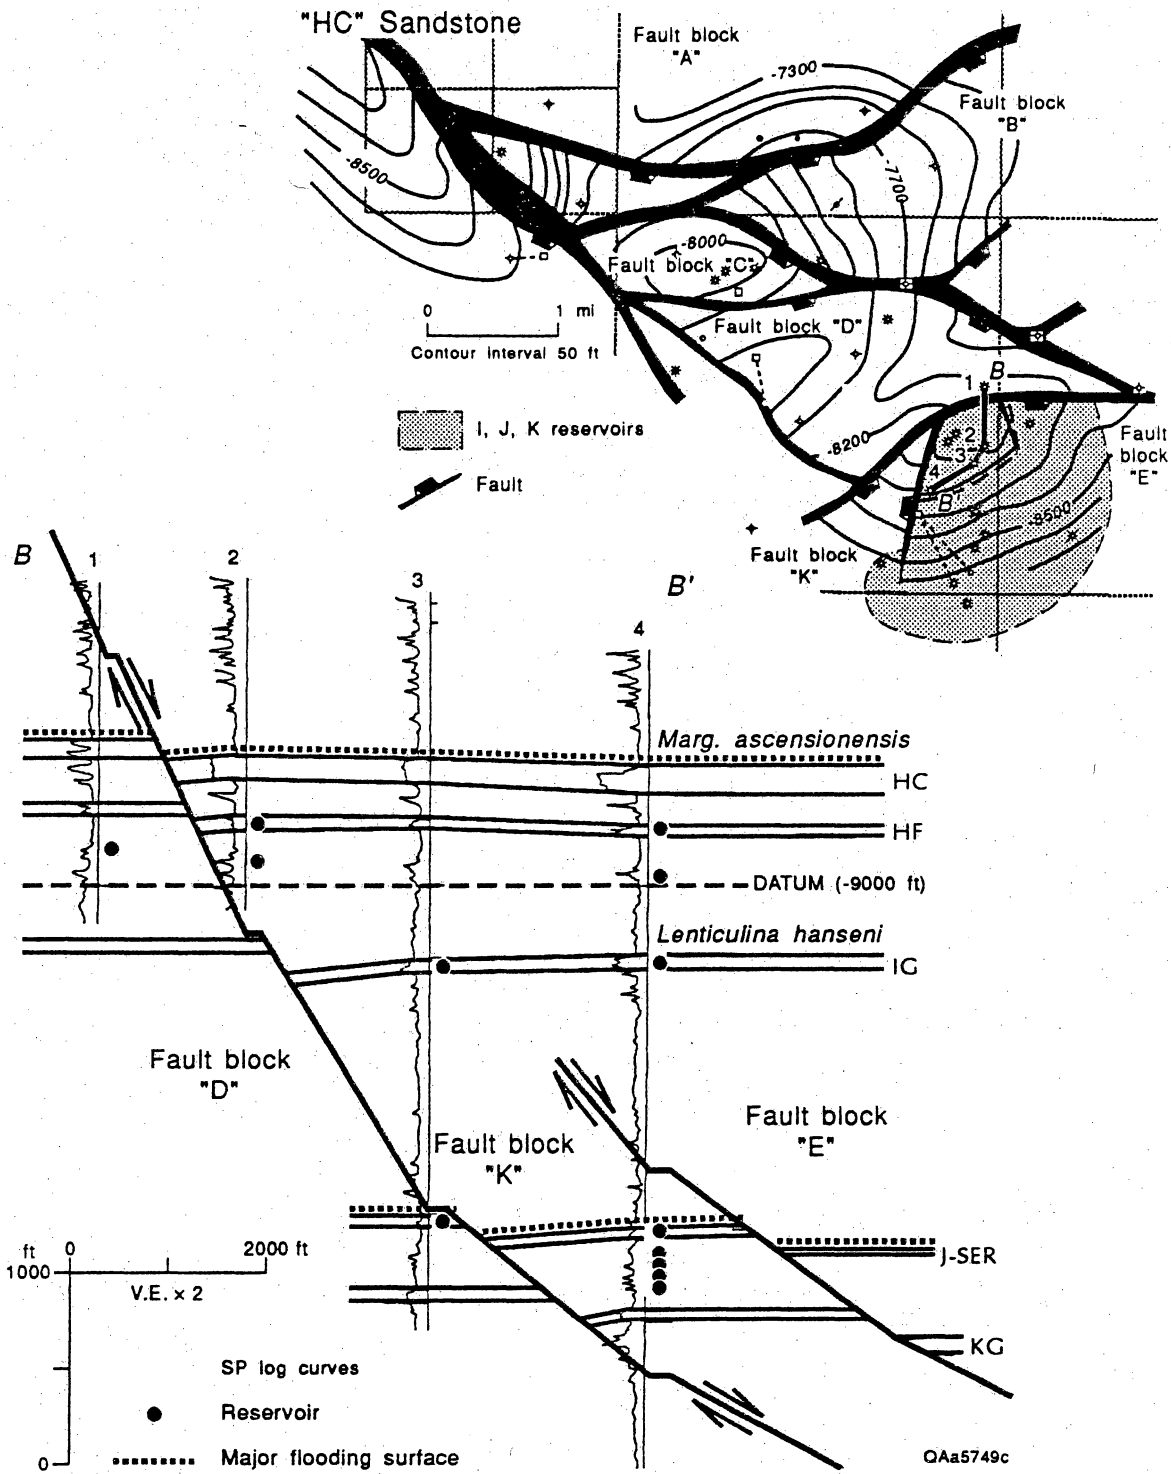 "HC" Sandstone
Fault block
"A"
-7300
Fault block
"B"
-8500
-7700
-8000
Fault block "C"
0 1 mi
Contour interval 50 ft
Fault block "D"
1 B
I, J, K reservoirs
-8200
2
3
4
B'
Fault
block
"E"
Fault
-8500
Fault block
"K"
B
1
2
3
4
B'
Marg. ascensionensis
HC
HF
DATUM (-9000 ft)
Lenticulina hanseni
IG
Fault block
"D"
Fault block
"K"
Fault block
"E"
J-SER
KG
ft
0 2000 ft
1000
V.E. × 2
SP log curves
Reservoir
Major flooding surface
0
QAa5749c